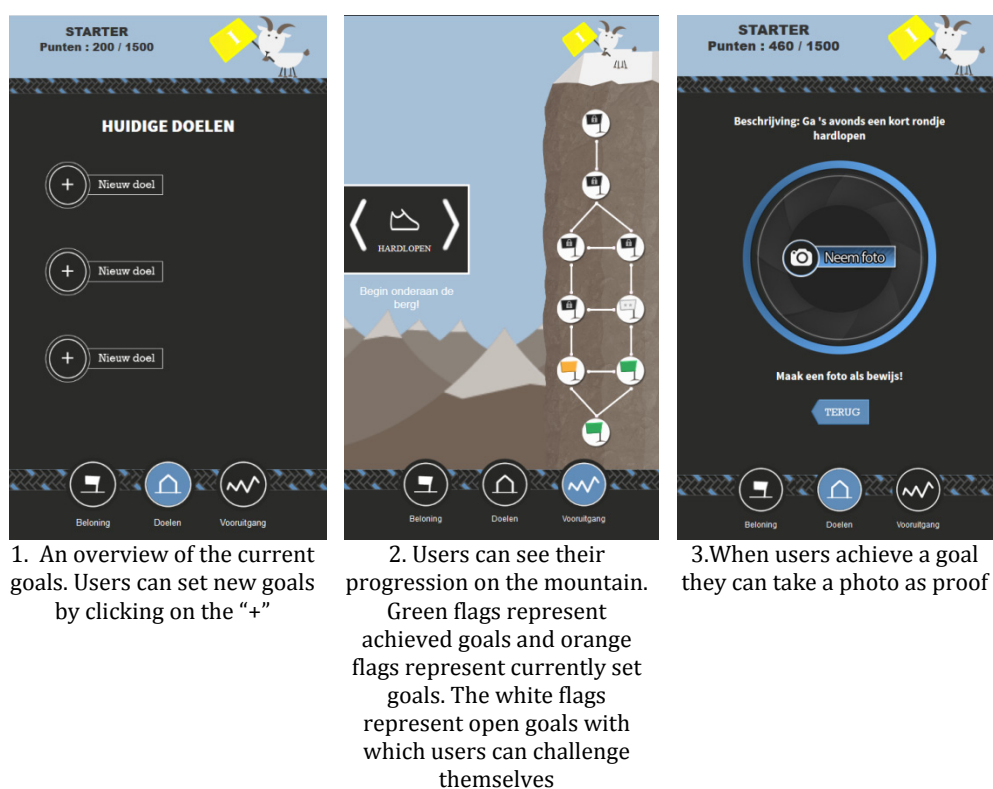 STARTER
Punten : 200 / 1500
1
HUIDIGE DOELEN
+ Nieuw doel
+ Nieuw doel
+ Nieuw doel
Beloning Doelen Vooruitgang
1. An overview of the current
goals. Users can set new goals
by clicking on the “+”
1
HARDLOPEN
Begin onderaan de
berg!
Beloning Doelen Vooruitgang
2. Users can see their
progression on the mountain.
Green flags represent
achieved goals and orange
flags represent currently set
goals. The white flags
represent open goals with
which users can challenge
themselves
STARTER
Punten : 460 / 1500
1
Beschrijving: Ga 's avonds een kort rondje
hardlopen
Neem foto
Maak een foto als bewijs!
TERUG
Beloning Doelen Vooruitgang
3.When users achieve a goal
they can take a photo as proof